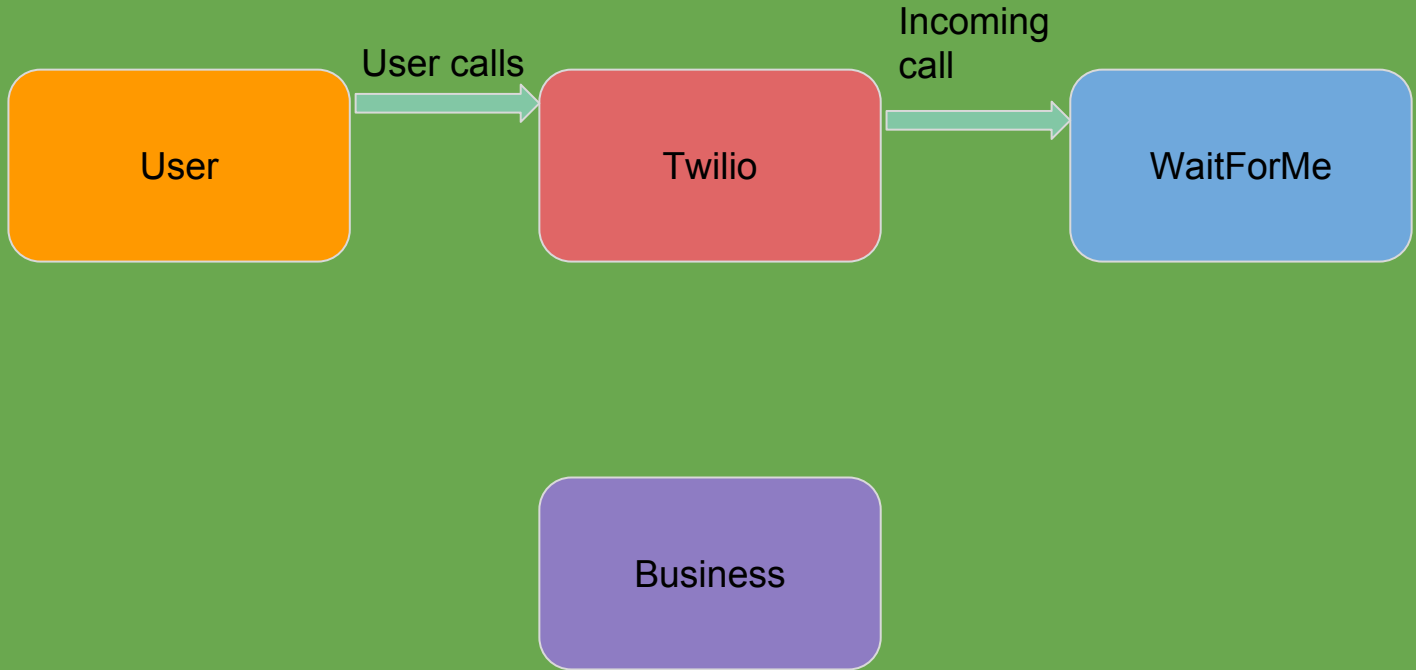 Incoming
call
User calls
User
Twilio
WaitForMe
Business